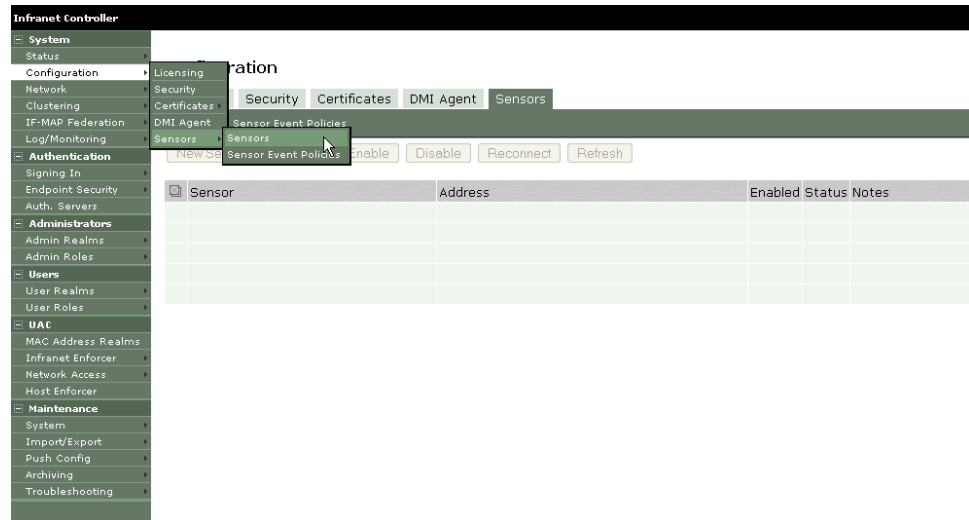 Infranet Controller
System
Status
Configuration
Network
Clustering
IF-MAP Federation
Log/Monitoring
Authentication
Signing In
Endpoint Security
Auth. Servers
Administrators
Admin Realms
Admin Roles
Users
User Realms
User Roles
UAC
MAC Address Realms
Infranet Enforcer
Network Access
Host Enforcer
Maintenance
System
Import/Export
Push Config
Archiving
Troubleshooting
Licensing
Security
Certificates
DMI Agent
Sensors
Sensors
Sensor Event Policies
ration
Security Certificates DMI Agent Sensors
Sensor Event Policies
New Se Enable Disable Reconnect Refresh
Sensor Address Enabled Status Notes